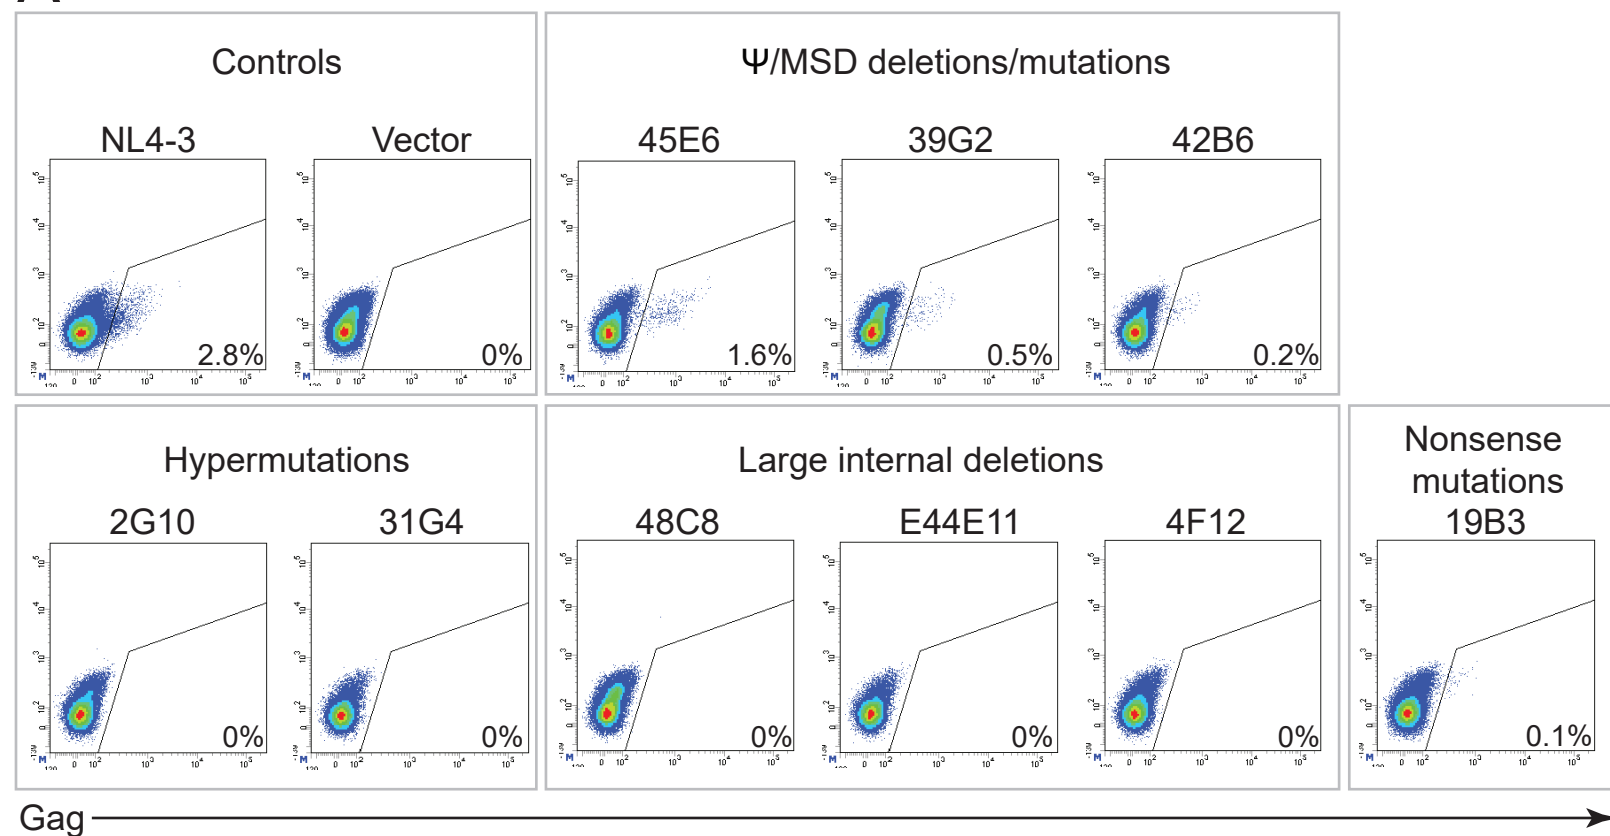 Controls
Ψ/MSD deletions/mutations
NL4-3
Vector
45E6
39G2
42B6
2.8%
0%
1.6%
0.5%
0.2%
Hypermutations
Large internal deletions
Nonsense
mutations
2G10
31G4
48C8
E44E11
4F12
19B3
0%
0%
0%
0%
0%
0.1%
Gag